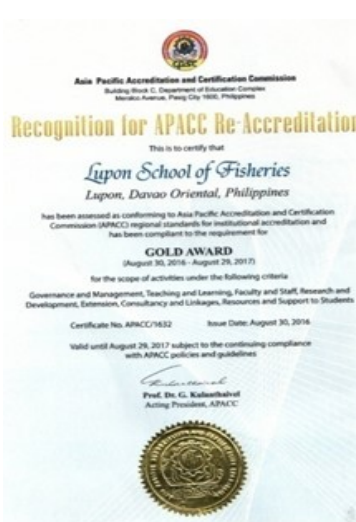 Asia Pacific Accreditation and Certification Commission
Building Block C, Department of Education Complex
Meralco Avenue, Pasig City 1600, Philippines
Recognition for APACC Re-Accreditation
This is to certify that
Lupon School of Fisheries
Lupon, Davao Oriental, Philippines
has been assessed as conforming to Asia Pacific Accreditation and Certification
Commission (APACC) regional standards for institutional accreditation and
has been compliant to the requirement for
GOLD AWARD
(August 30, 2016 - August 29, 2017)
for the scope of activities under the following criteria
Governance and Management, Teaching and Learning, Faculty and Staff, Research and
Development, Extension, Consultancy and Linkages, Resources and Support to Students
Certificate No. APACC/1632 Issue Date: August 30, 2016
Valid until August 29, 2017 subject to the continuing compliance
with APACC policies and guidelines
Prof. Dr. G. Kulanthaivel
Acting President, APACC